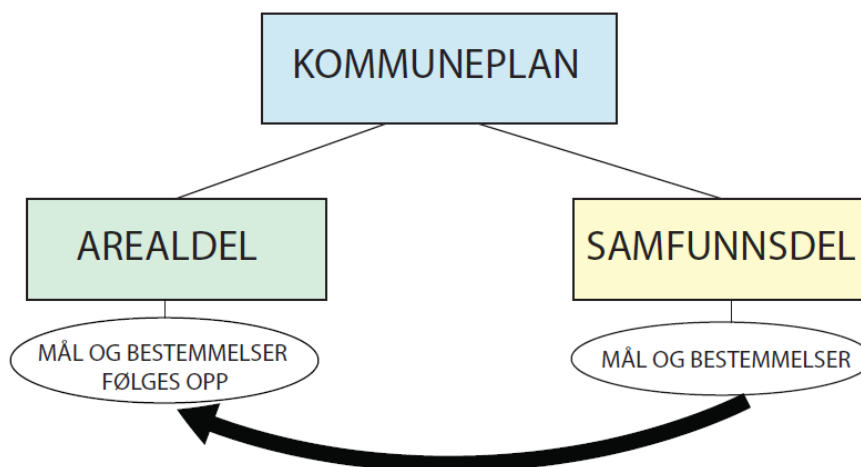 KOMMUNEPLAN
AREALDEL
SAMFUNNSDEL
MÅL OG BESTEMMELSER
FØLGES OPP
MÅL OG BESTEMMELSER